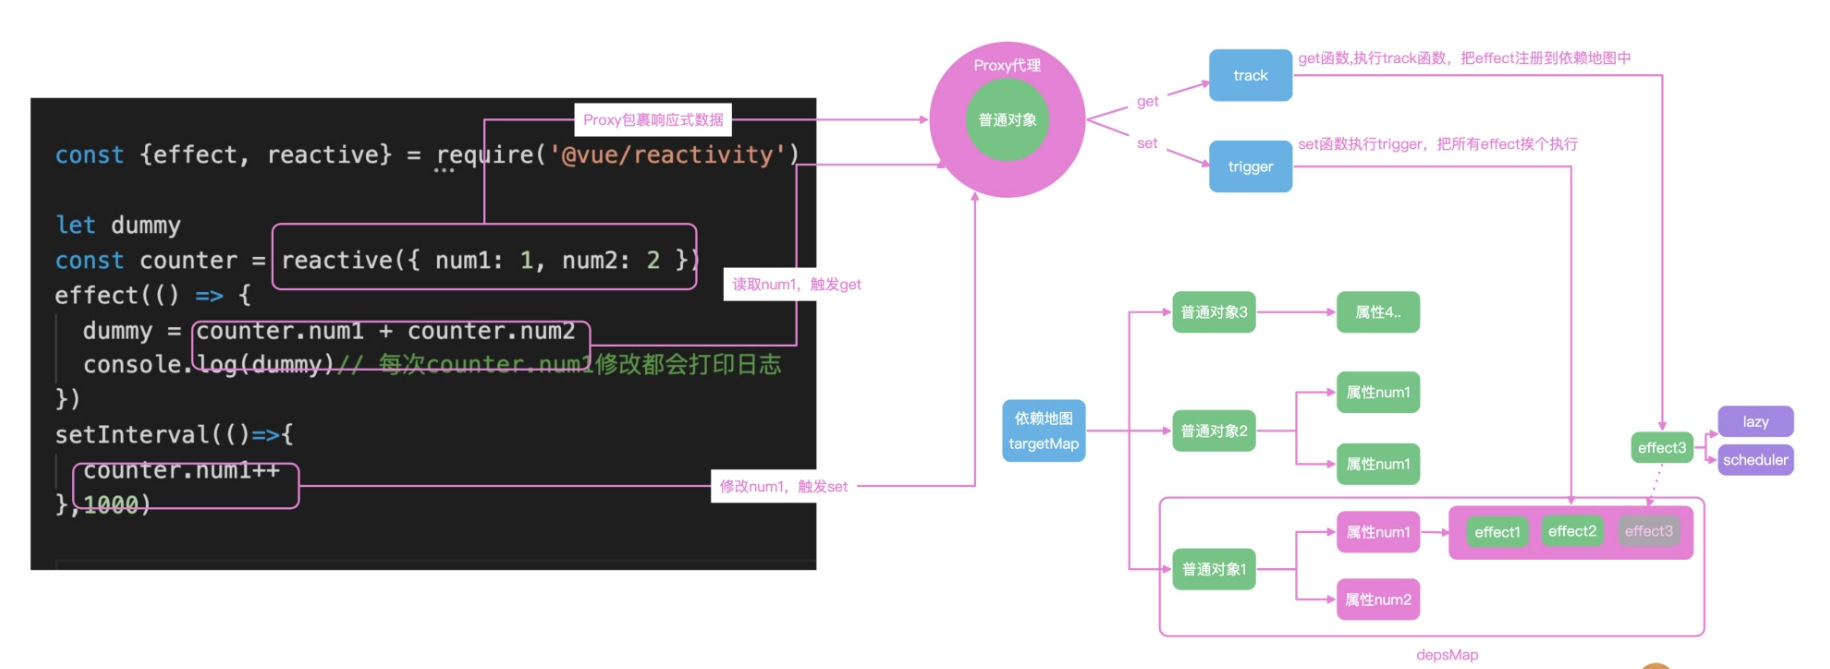 const {effect, reactive} = require('@vue/reactivity')
let dummy
const counter = reactive({ num1: 1, num2: 2 })
effect(() => {
dummy = counter.num1 + counter.num2
console.log(dummy)// 每次counter.num1修改都会打印日志
})
setInterval(()=>{
counter.num1++
},1000)
Proxy包裹响应式数据
读取num1，触发get
修改num1，触发set
Proxy代理
普通对象
get
set
track
get函数,执行track函数，把effect注册到依赖地图中
trigger
set函数执行trigger，把所有effect挨个执行
依赖地图
targetMap
普通对象3
属性4..
普通对象2
属性num1
属性num1
普通对象1
属性num1
属性num2
effect1
effect2
effect3
effect3
lazy
scheduler
depsMap